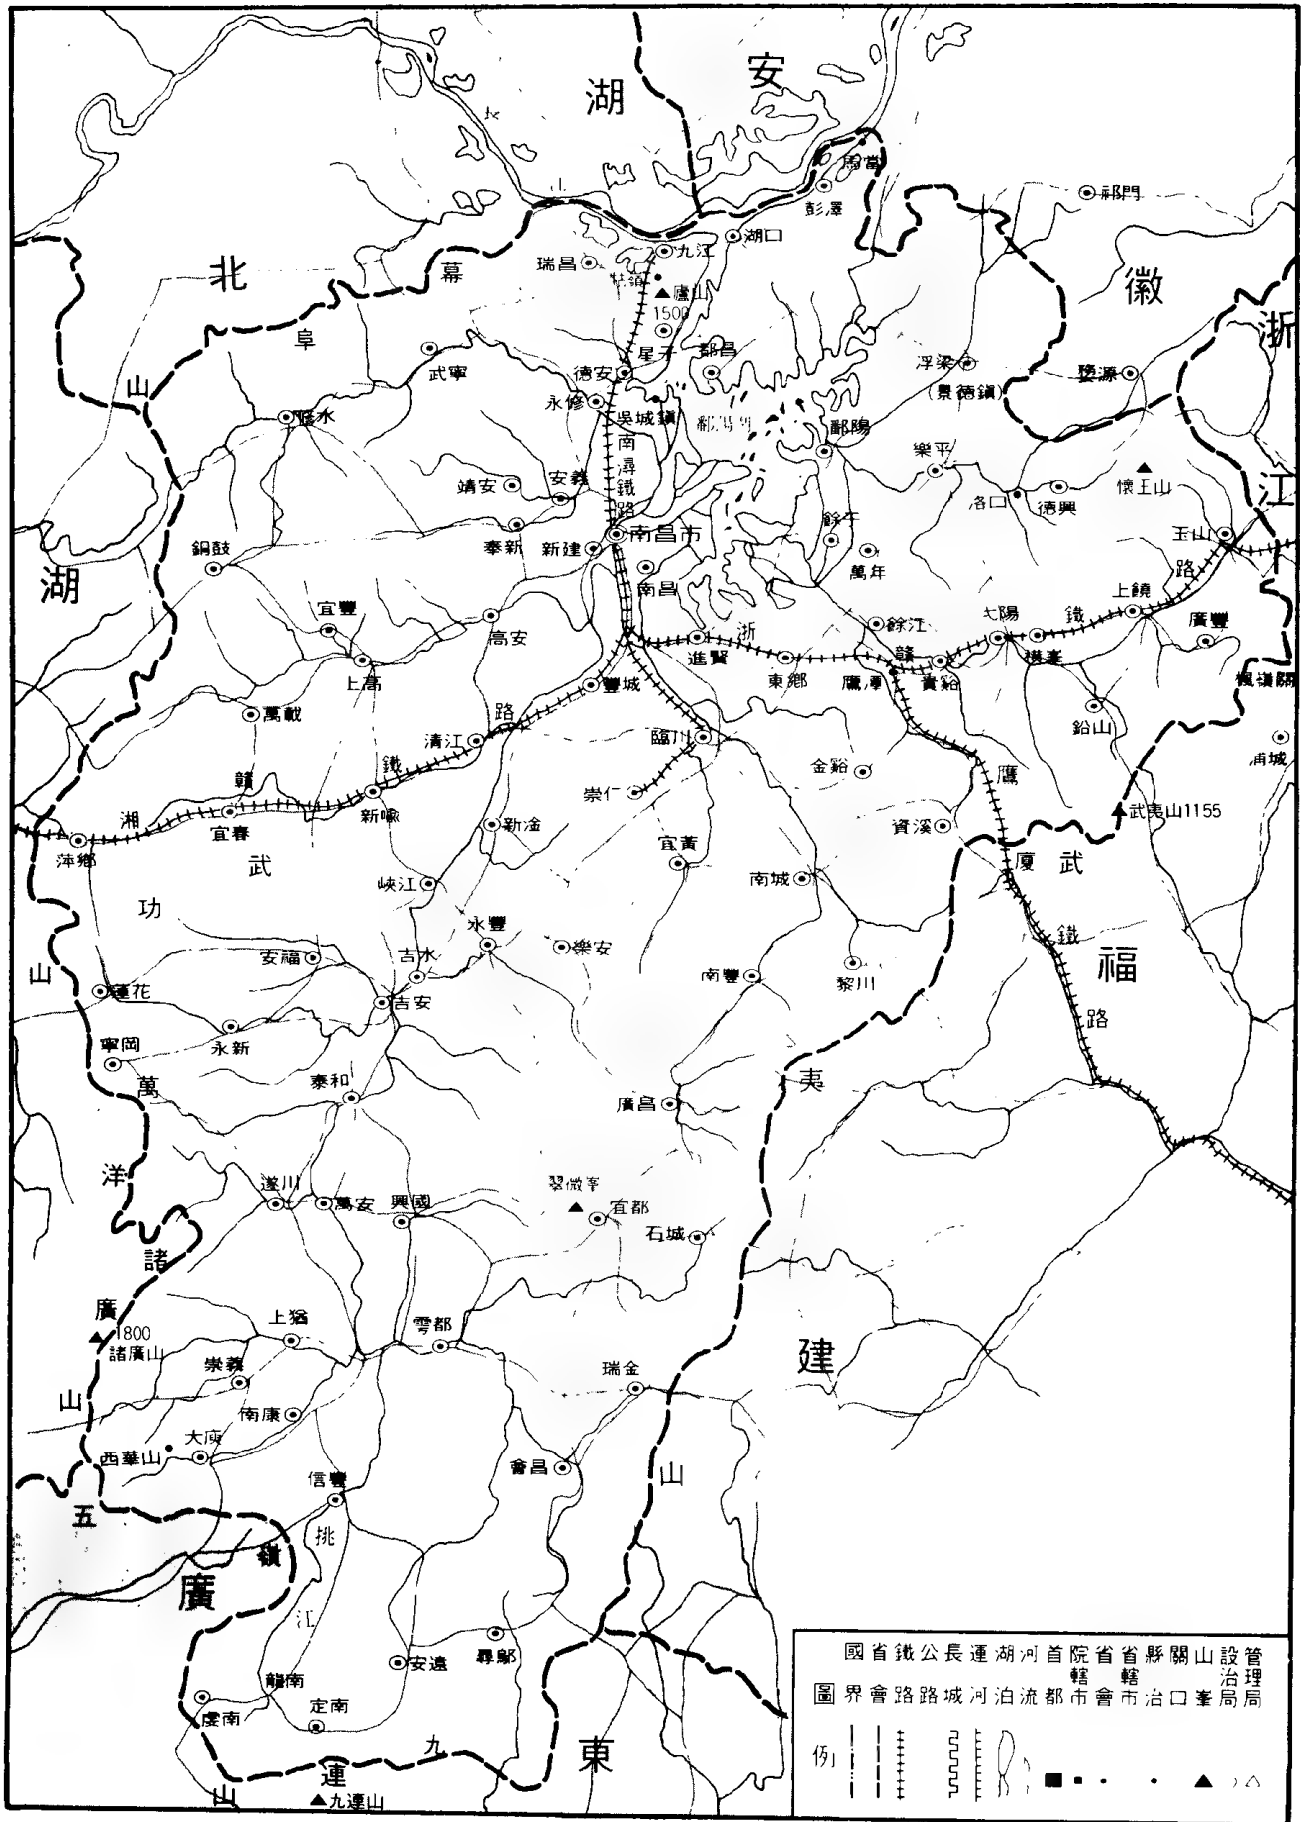 湖
安
長
江
馬當
祁門
彭澤
湖口
九江
瑞昌
北
幕
徽
浙
牯嶺
廬山
1500
阜
星子
都昌
武寧
德安
浮梁
(景德鎮)
婺源
山
永修
吳城鎮
鄱陽湖
鄱陽
修水
南潯鐵路
樂平
靖安
安義
懷玉山
洛口
德興
江
奉新
新建
南昌市
餘干
玉山
銅鼓
南昌
萬年
路
湖
宜豐
高安
進賢
浙
餘江
弋陽
鐵
上饒
廣豐
上高
豐城
東鄉
鷹潭
贛
貴谿
橫峯
楓嶺關
萬載
路
清江
臨川
鉛山
浦城
金谿
鷹
贛
鐵
崇仁
新喻
湘
宜春
新淦
資溪
武夷山1155
萍鄉
武
宜黃
廈
武
功
峽江
南城
永豐
鐵
安福
吉水
樂安
福
山
蓮花
吉安
南豐
黎川
路
寧岡
永新
萬
泰和
夷
廣昌
洋
遂川
萬安
興國
翠微峯
宜都
石城
諸
廣
1800
諸廣山
上猶
雩都
建
崇義
瑞金
山
南康
大庾
西華山
會昌
山
信豐
五
挑
嶺
廣
江
安遠
尋鄔
龍南
虔南
定南
九
東
連
山
九連山
圖例
國界
省會
鐵路
公路
長城
運河
湖泊
河流
首都
院轄市
省會
省轄市
縣治
關口
山峯
設治局
管理局